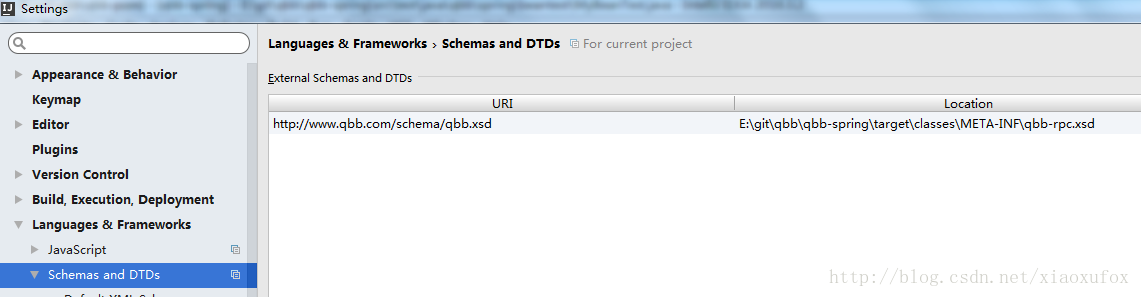 Settings
Languages & Frameworks › Schemas and DTDs For current project
External Schemas and DTDs
URI Location
http://www.qbb.com/schema/qbb.xsd E:\git\qbb\qbb-spring\target\classes\META-INF\qbb-rpc.xsd
Appearance & Behavior
Keymap
Editor
Plugins
Version Control
Build, Execution, Deployment
Languages & Frameworks
JavaScript
Schemas and DTDs
http://blog.csdn.net/xiaoxufox